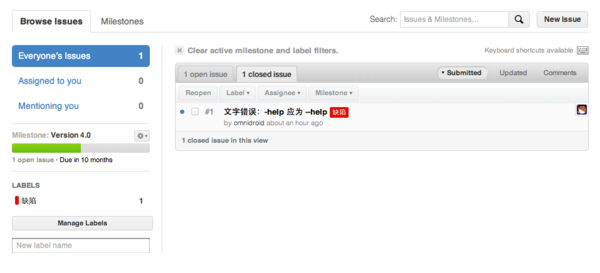 Browse Issues
Milestones
Search: Issues & Milestones...
New Issue
Everyone's Issues 1
Assigned to you 0
Mentioning you 0
Milestone: Version 4.0
1 open issue · Due in 10 months
LABELS
缺陷 1
Manage Labels
New label name
Clear active milestone and label filters.
Keyboard shortcuts available
1 open issue
1 closed issue
Submitted
Updated
Comments
Reopen
Label
Assignee
Milestone
#1 文字错误：-help 应为 --help 缺陷
by omnidroid about an hour ago
1 closed issue in this view